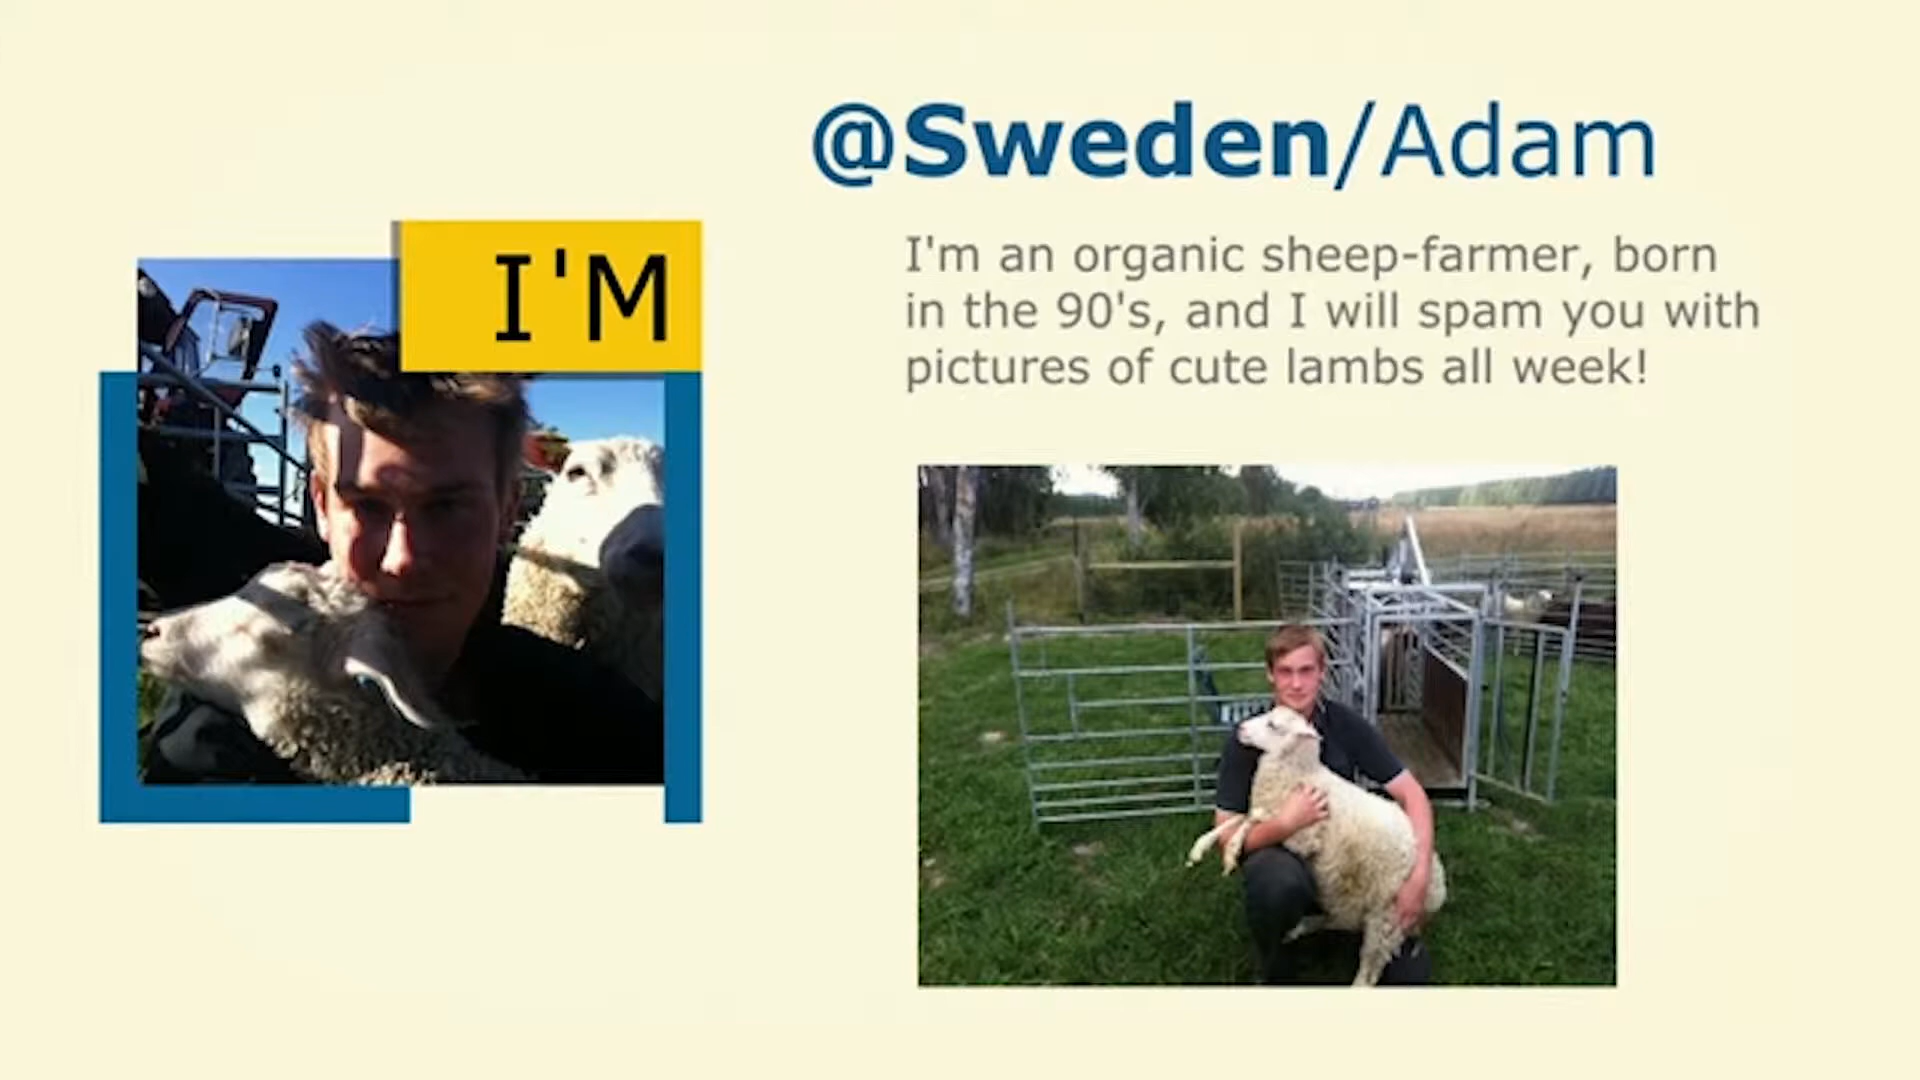 @Sweden/Adam
I'M
I'm an organic sheep-farmer, born
in the 90's, and I will spam you with
pictures of cute lambs all week!